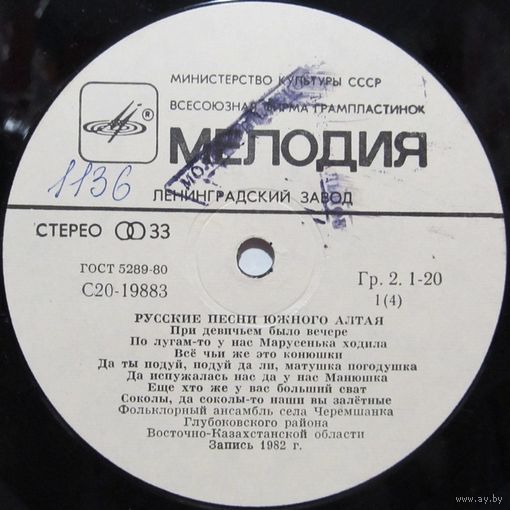 МИНИСТЕРСТВО КУЛЬТУРЫ СССР
ВСЕСОЮЗНАЯ ФИРМА ГРАМПЛАСТИНОК
®
МЕЛОДИЯ
1136
ЛЕНИНГРАДСКИЙ ЗАВОД
СТЕРЕО 33
ГОСТ 5289-80
С20-19883
Гр. 2. 1-20
1(4)
РУССКИЕ ПЕСНИ ЮЖНОГО АЛТАЯ
При девичьем было вечере
По лугам-то у нас Марусенька ходила
Всё чьи же это конюшки
Да ты подуй, подуй да ли, матушка погодушка
Да испужалась нас да у нас Манюшка
Еще хто же у вас больший сват
Соколы, да соколы-то наши вы залётные
Фольклорный ансамбль села Черемшанка
Глубоковского района
Восточно-Казахстанской области
Запись 1982 г.
www.ay.by